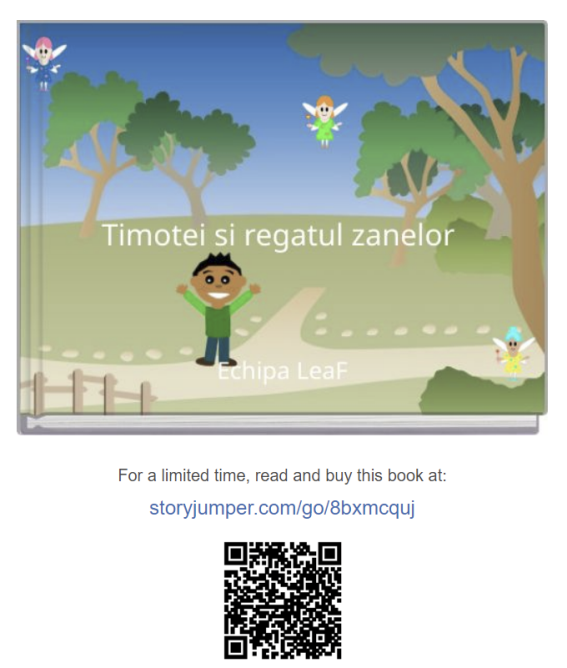 Timotei si regatul zanelor
Echipa LeaF
For a limited time, read and buy this book at:
storyjumper.com/go/8bxmcquj